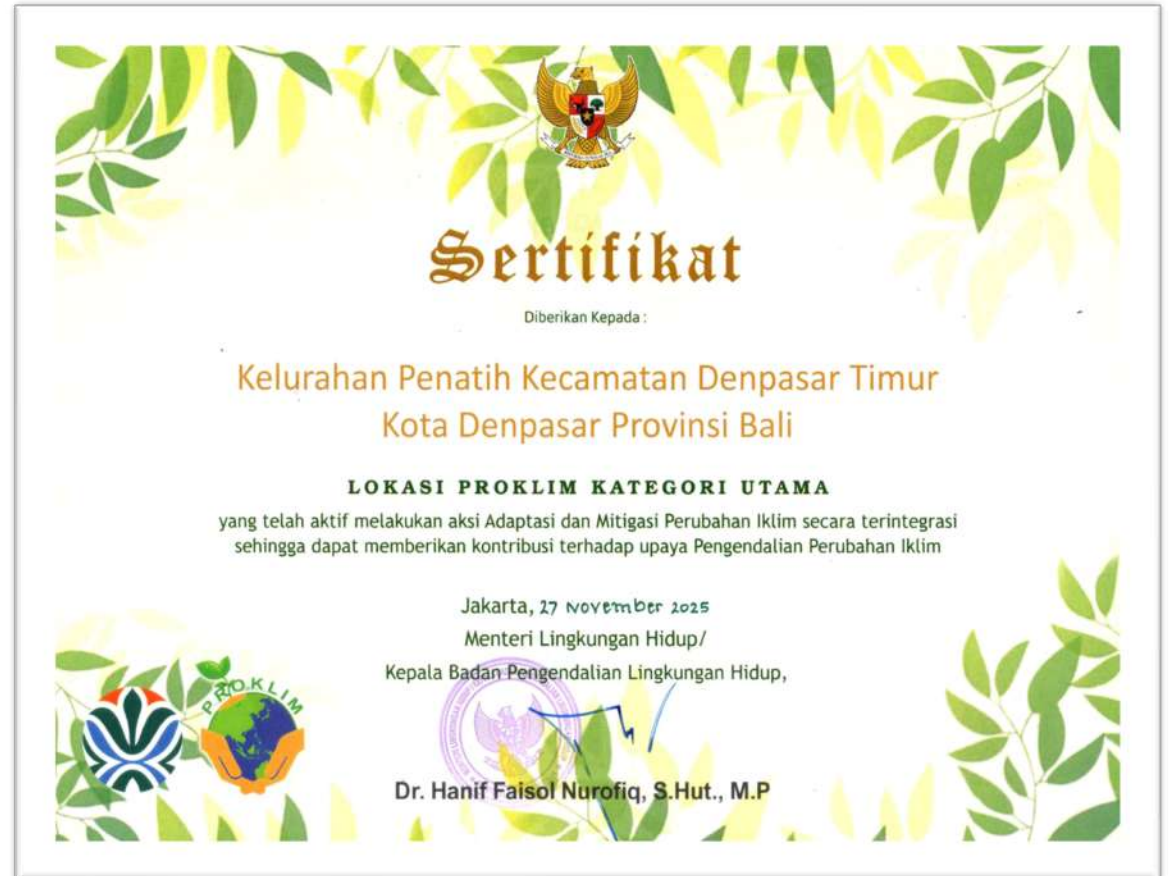 Sertifikat
Diberikan Kepada :
Kelurahan Penatih Kecamatan Denpasar Timur
Kota Denpasar Provinsi Bali
LOKASI PROKLIM KATEGORI UTAMA
yang telah aktif melakukan aksi Adaptasi dan Mitigasi Perubahan Iklim secara terintegrasi
sehingga dapat memberikan kontribusi terhadap upaya Pengendalian Perubahan Iklim
Jakarta, 27 November 2025
Menteri Lingkungan Hidup/
Kepala Badan Pengendalian Lingkungan Hidup,
PROKLIM
Dr. Hanif Faisol Nurofiq, S.Hut., M.P